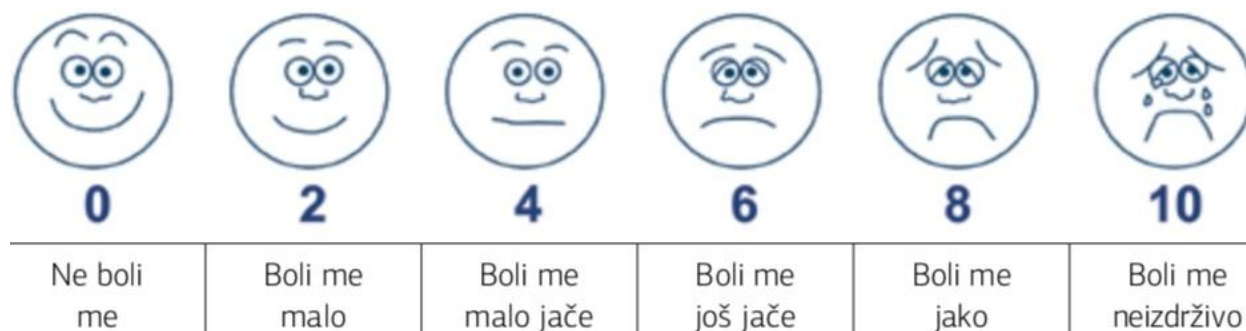 0 2 4 6 8 10
Ne boli me
Boli me malo
Boli me malo jače
Boli me još jače
Boli me jako
Boli me neizdrživo